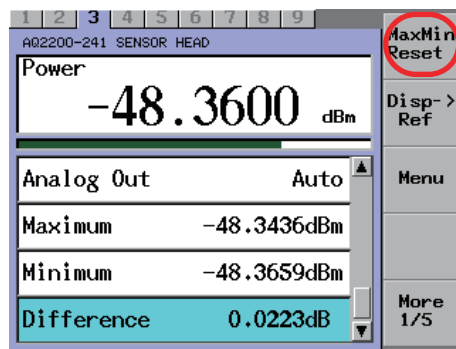 1 2 3 4 5 6 7 8 9
AQ2200-241 SENSOR HEAD
Power
-48.3600 dBm
Analog Out Auto
Maximum -48.3436dBm
Minimum -48.3659dBm
Difference 0.0223dB
MaxMin
Reset
Disp->
Ref
Menu
More
1/5